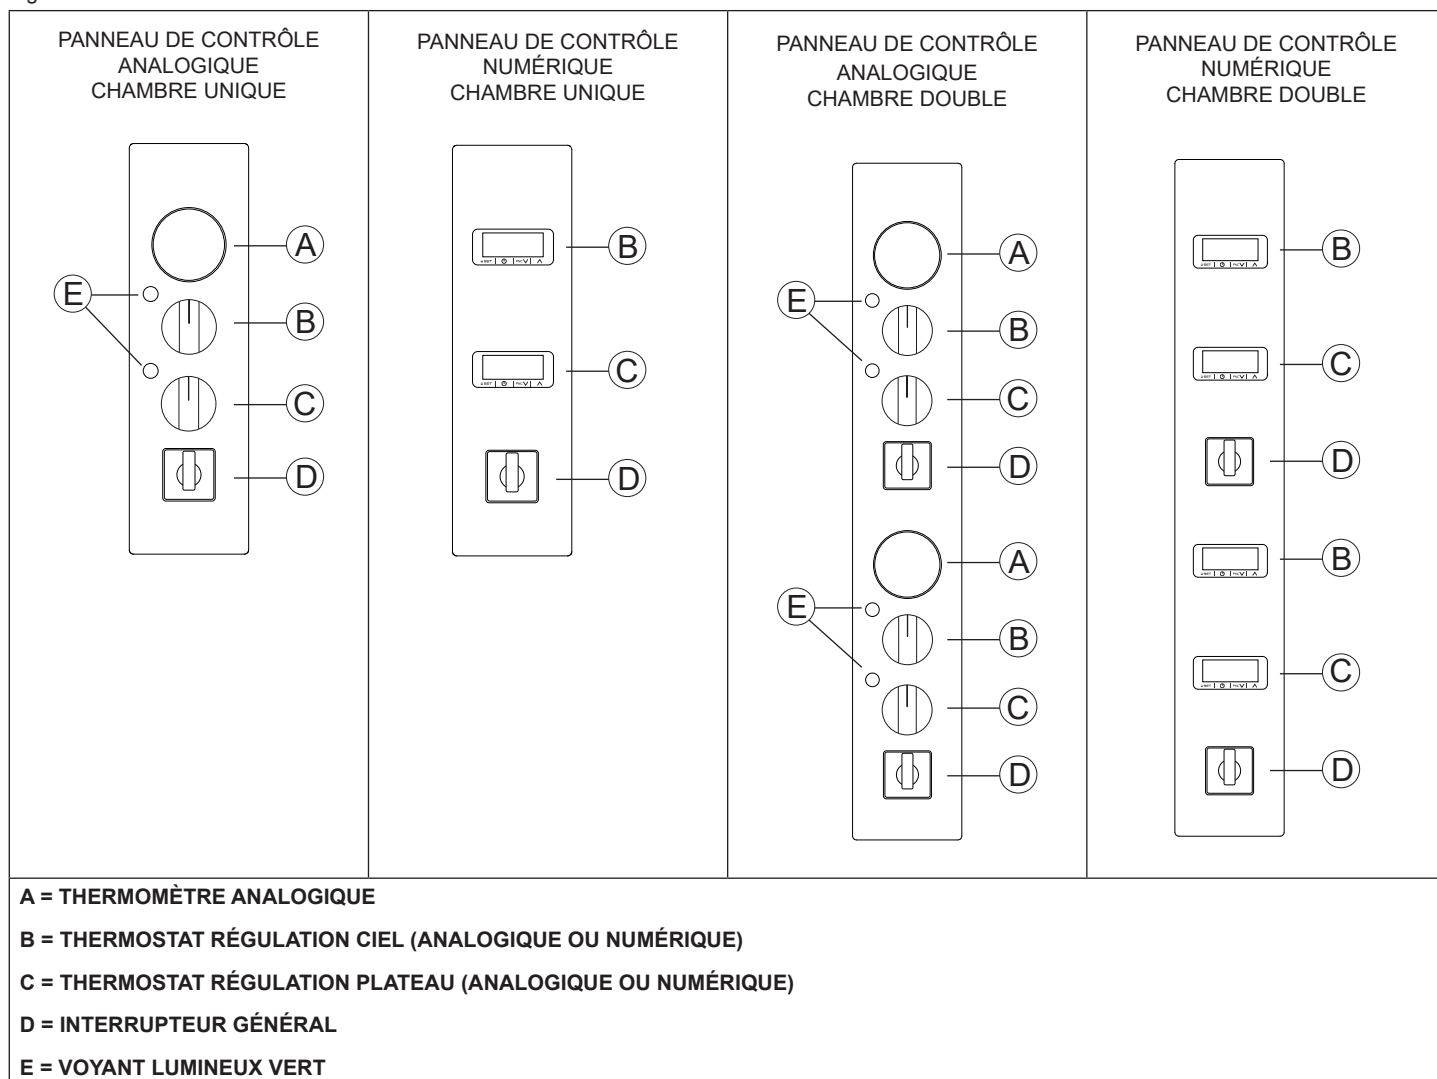 PANNEAU DE CONTRÔLE
ANALOGIQUE
CHAMBRE UNIQUE
PANNEAU DE CONTRÔLE
NUMÉRIQUE
CHAMBRE UNIQUE
PANNEAU DE CONTRÔLE
ANALOGIQUE
CHAMBRE DOUBLE
PANNEAU DE CONTRÔLE
NUMÉRIQUE
CHAMBRE DOUBLE
A
E
B
C
D
B
C
D
A
E
B
C
D
A
E
B
C
D
B
C
D
B
C
D
A = THERMOMÈTRE ANALOGIQUE
B = THERMOSTAT RÉGULATION CIEL (ANALOGIQUE OU NUMÉRIQUE)
C = THERMOSTAT RÉGULATION PLATEAU (ANALOGIQUE OU NUMÉRIQUE)
D = INTERRUPTEUR GÉNÉRAL
E = VOYANT LUMINEUX VERT